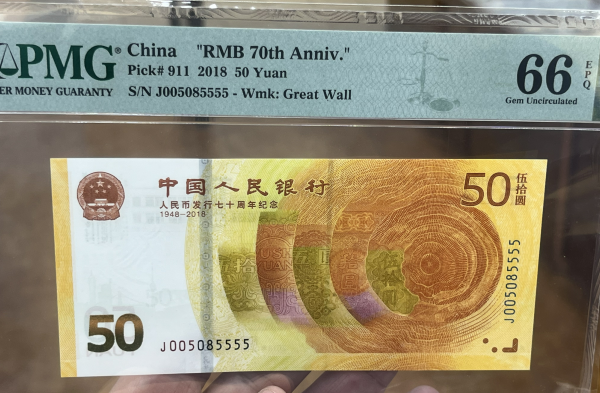 PMG®
China "RMB 70th Anniv."
Pick# 911 2018 50 Yuan
ER MONEY GUARANTY
S/N J005085555 - Wmk: Great Wall
66 EPQ
Gem Uncirculated
中国人民银行
人民币发行七十周年纪念
1948-2018
50 伍拾圆
50
J005085555
J005085555